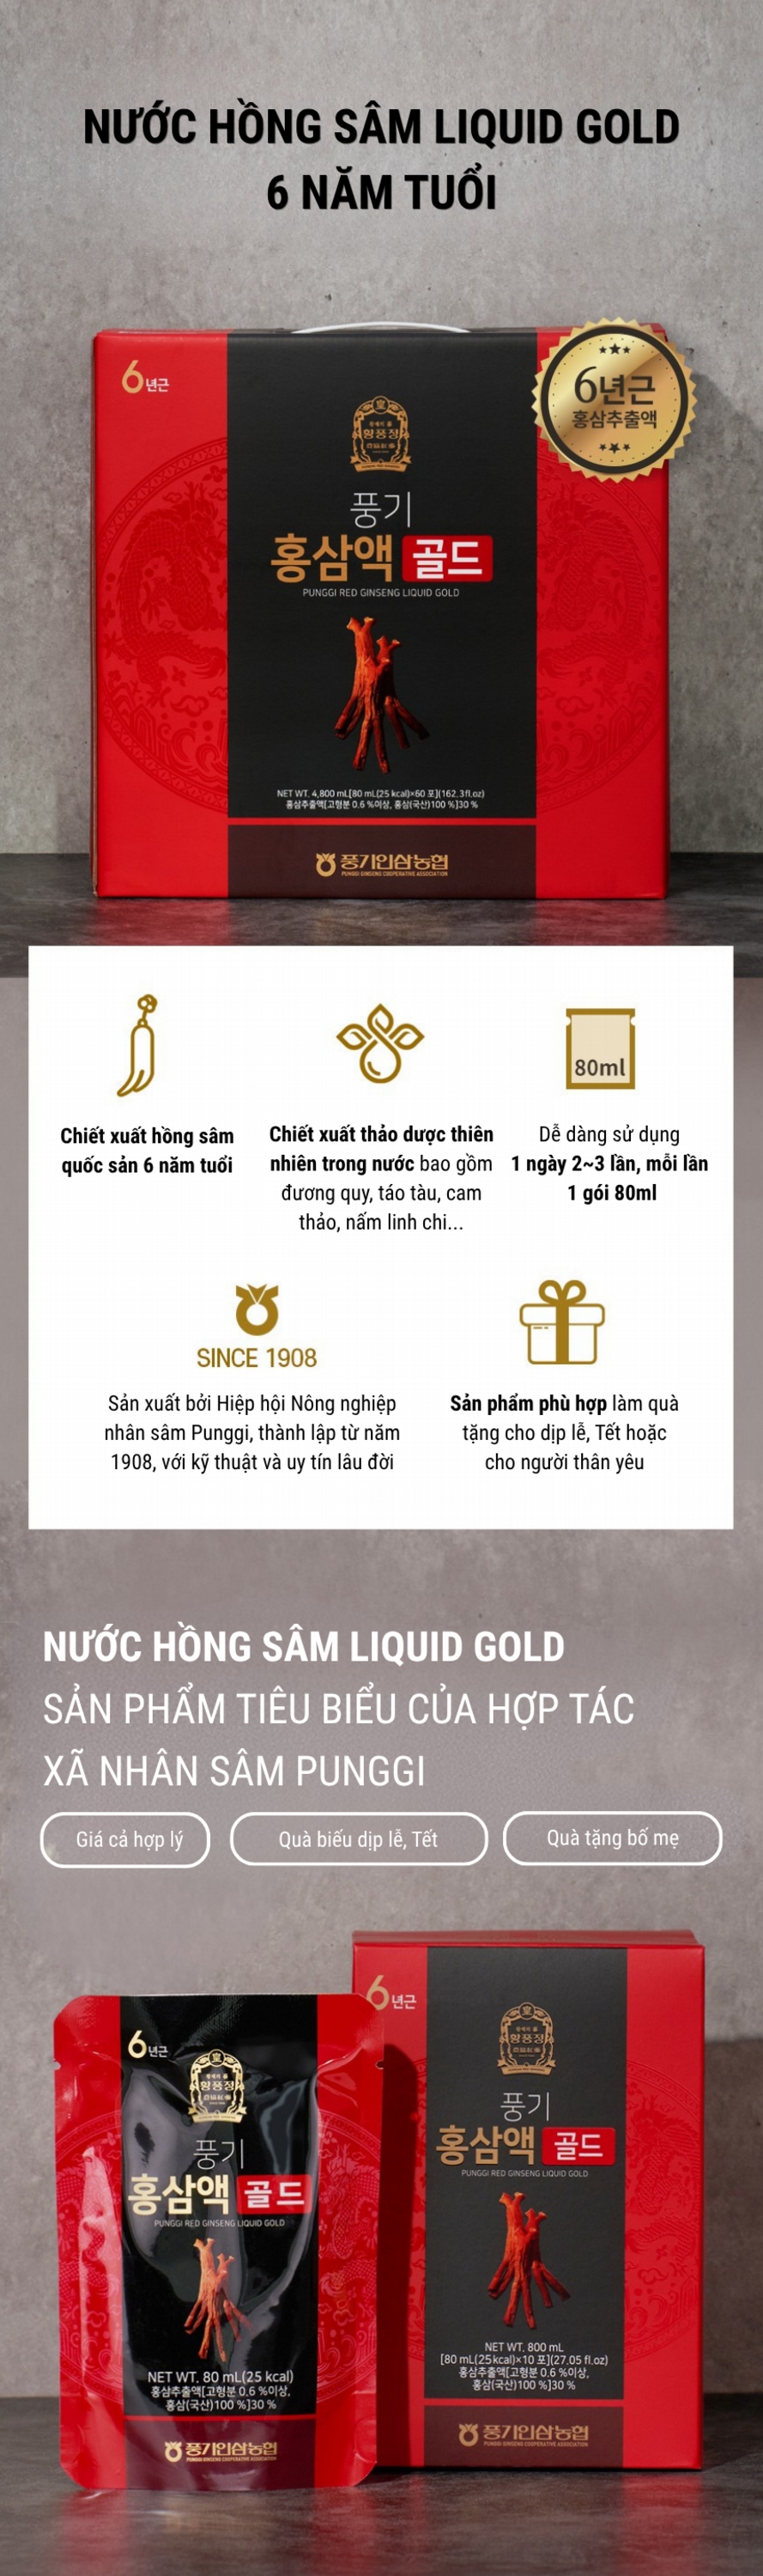 NƯỚC HỒNG SÂM LIQUID GOLD
6 NĂM TUỔI
6년근
6년근
홍삼추출액
황풍정
풍기
홍삼액 골드
PUNGGI RED GINSENG LIQUID GOLD
NET WT. 4,800 mL[80 mL(25 kcal)×60 포](162.3fl.oz)
홍삼추출액[고형분 0.6 %이상, 홍삼(국산)100 %]30 %
풍기인삼농협
PUNGGI GINSENG COOPERATIVE ASSOCIATION
80ml
Chiết xuất hồng sâm
quốc sản 6 năm tuổi
Chiết xuất thảo dược thiên
nhiên trong nước bao gồm
đương quy, táo tàu, cam
thảo, nấm linh chi...
Dễ dàng sử dụng
1 ngày 2~3 lần, mỗi lần
1 gói 80ml
SINCE 1908
Sản xuất bởi Hiệp hội Nông nghiệp
nhân sâm Punggi, thành lập từ năm
1908, với kỹ thuật và uy tín lâu đời
Sản phẩm phù hợp làm quà
tặng cho dịp lễ, Tết hoặc
cho người thân yêu
NƯỚC HỒNG SÂM LIQUID GOLD
SẢN PHẨM TIÊU BIỂU CỦA HỢP TÁC
XÃ NHÂN SÂM PUNGGI
Giá cả hợp lý
Quà biếu dịp lễ, Tết
Quà tặng bố mẹ
6년근
황풍정
풍기
홍삼액 골드
PUNGGI RED GINSENG LIQUID GOLD
NET WT. 80 mL(25 kcal)
홍삼추출액[고형분 0.6 %이상,
홍삼(국산)100 %]30 %
풍기인삼농협
PUNGGI GINSENG COOPERATIVE ASSOCIATION
6년근
황풍정
풍기
홍삼액 골드
PUNGGI RED GINSENG LIQUID GOLD
NET WT. 800 mL
[80 mL(25kcal)×10 포](27.05 fl.oz)
홍삼추출액[고형분 0.6 %이상,
홍삼(국산)100 %]30 %
풍기인삼농협
PUNGGI GINSENG COOPERATIVE ASSOCIATION